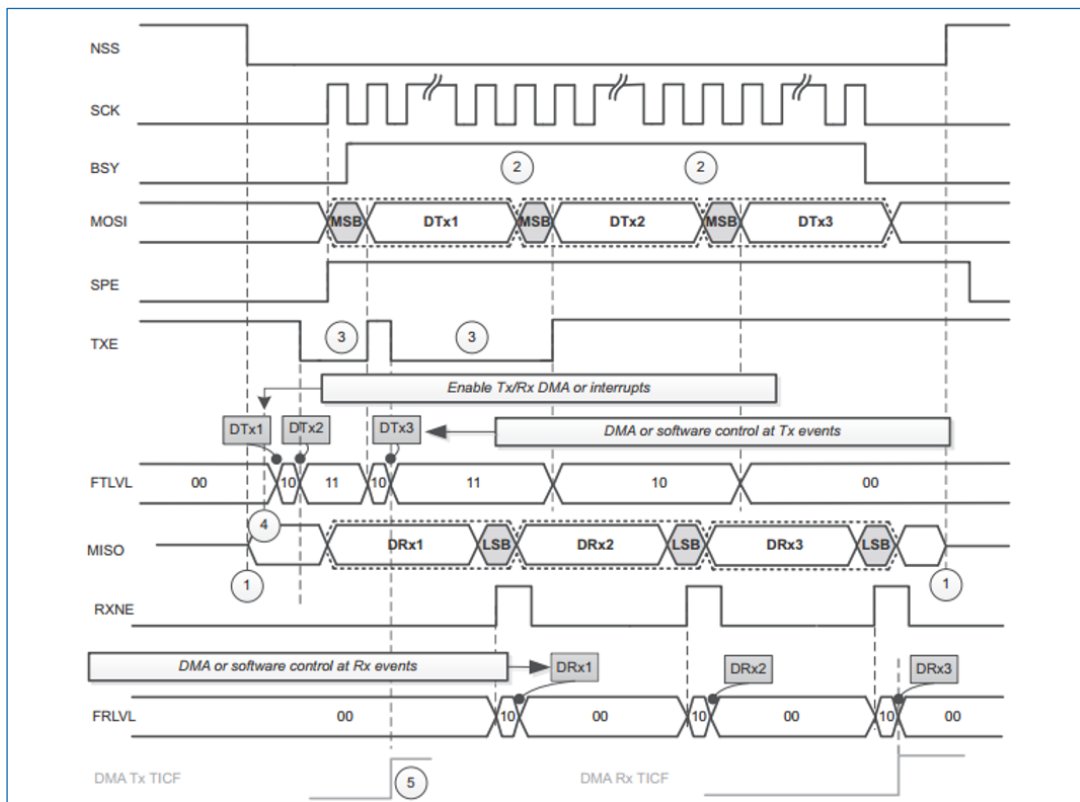 NSS
SCK
BSY
2 2
MOSI MSB DTx1 MSB DTx2 MSB DTx3
SPE
TXE 3 3
Enable Tx/Rx DMA or interrupts
DTx1 DTx2 DTx3 DMA or software control at Tx events
FTLVL 00 10 11 10 11 10 00
4
MISO DRx1 LSB DRx2 LSB DRx3 LSB
1 1
RXNE
DMA or software control at Rx events DRx1 DRx2 DRx3
FRLVL 00 10 00 10 00 10 00
DMA Tx TICF 5 DMA Rx TICF